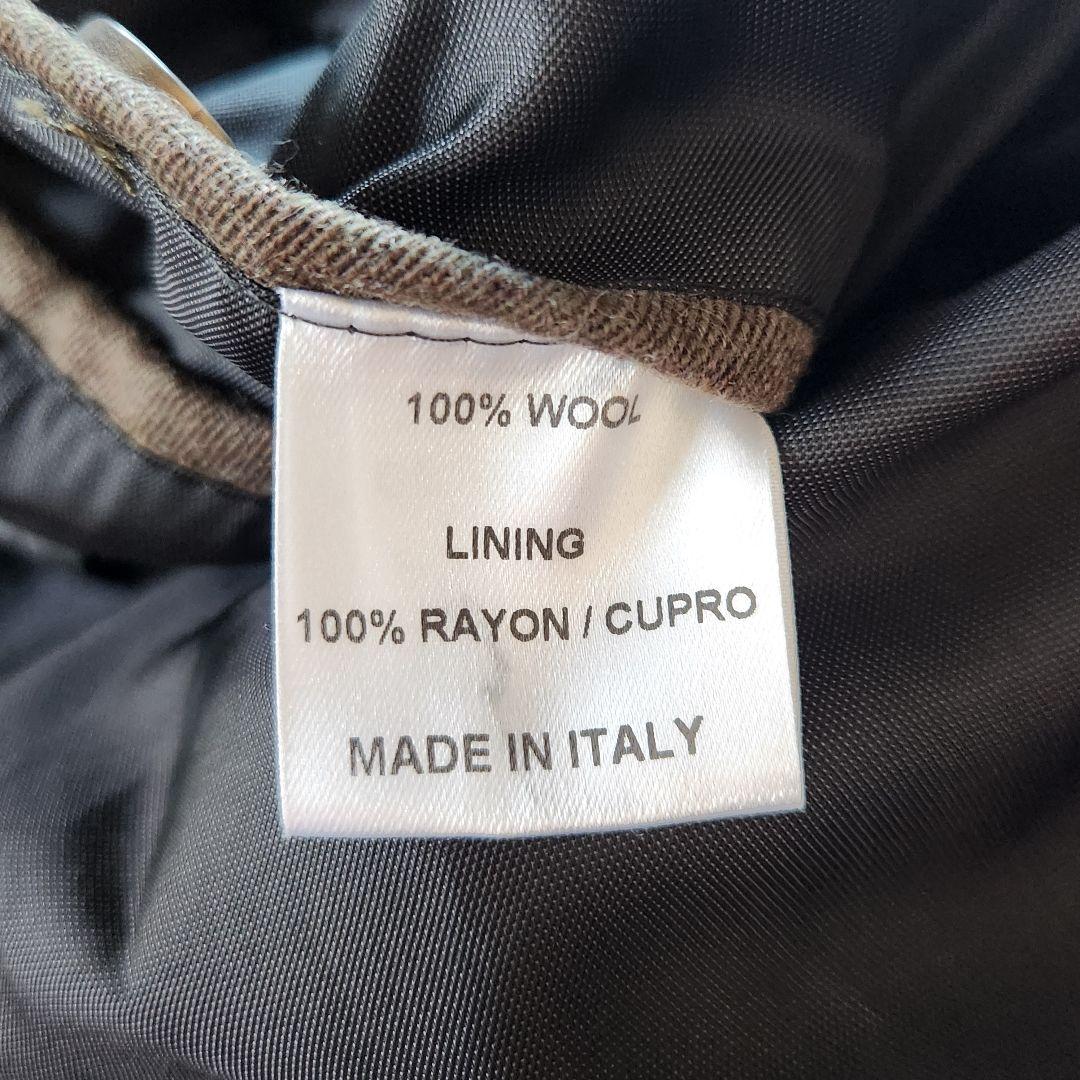 100% WOOL
LINING
100% RAYON / CUPRO
MADE IN ITALY